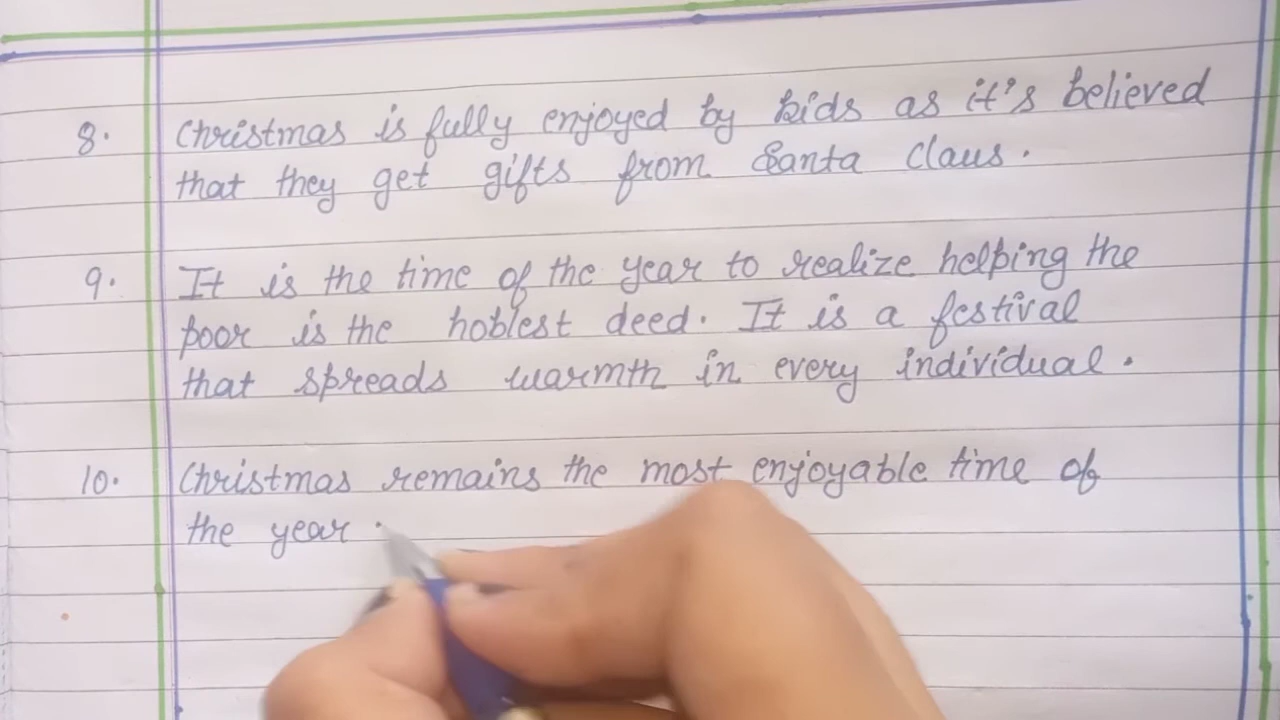 8. Christmas is fully enjoyed by kids as it's believed
that they get gifts from Santa Claus.
9. It is the time of the year to realize helping the
poor is the hoblest deed. It is a festival
that spreads warmth in every individual.
10. Christmas remains the most enjoyable time of
the year.